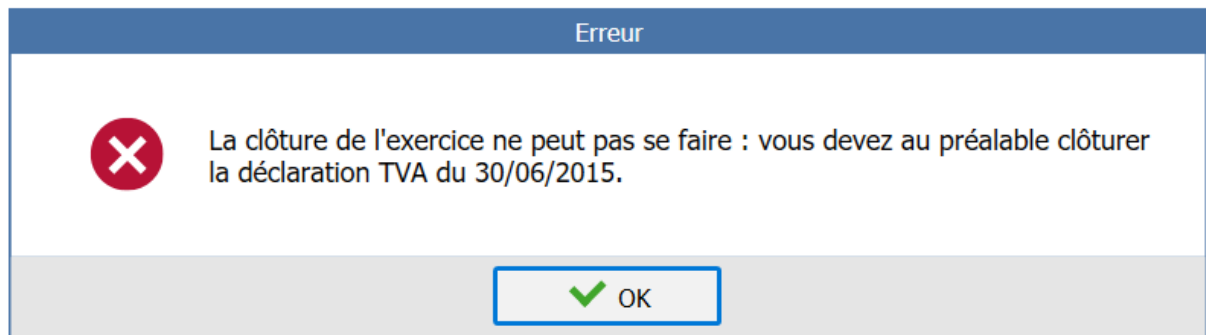 Erreur
La clôture de l'exercice ne peut pas se faire : vous devez au préalable clôturer
la déclaration TVA du 30/06/2015.
OK